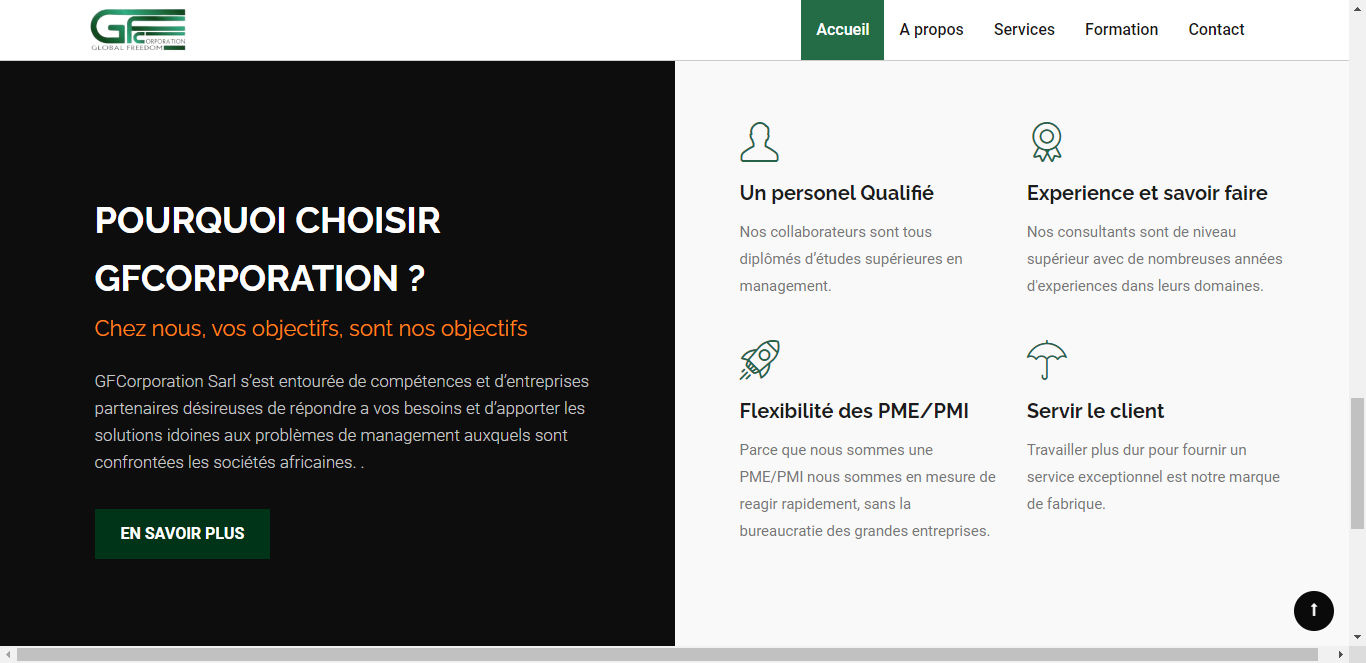 GFC
ORPORATION
GLOBAL FREEDOM
Accueil
A propos
Services
Formation
Contact
POURQUOI CHOISIR
GFCORPORATION ?
Chez nous, vos objectifs, sont nos objectifs
GFCorporation Sarl s’est entourée de compétences et d’entreprises
partenaires désireuses de répondre a vos besoins et d’apporter les
solutions idoines aux problèmes de management auxquels sont
confrontées les sociétés africaines. .
EN SAVOIR PLUS
Un personel Qualifié
Nos collaborateurs sont tous
diplômés d’études supérieures en
management.
Experience et savoir faire
Nos consultants sont de niveau
supérieur avec de nombreuses années
d'experiences dans leurs domaines.
Flexibilité des PME/PMI
Parce que nous sommes une
PME/PMI nous sommes en mesure de
reagir rapidement, sans la
bureaucratie des grandes entreprises.
Servir le client
Travailler plus dur pour fournir un
service exceptionnel est notre marque
de fabrique.